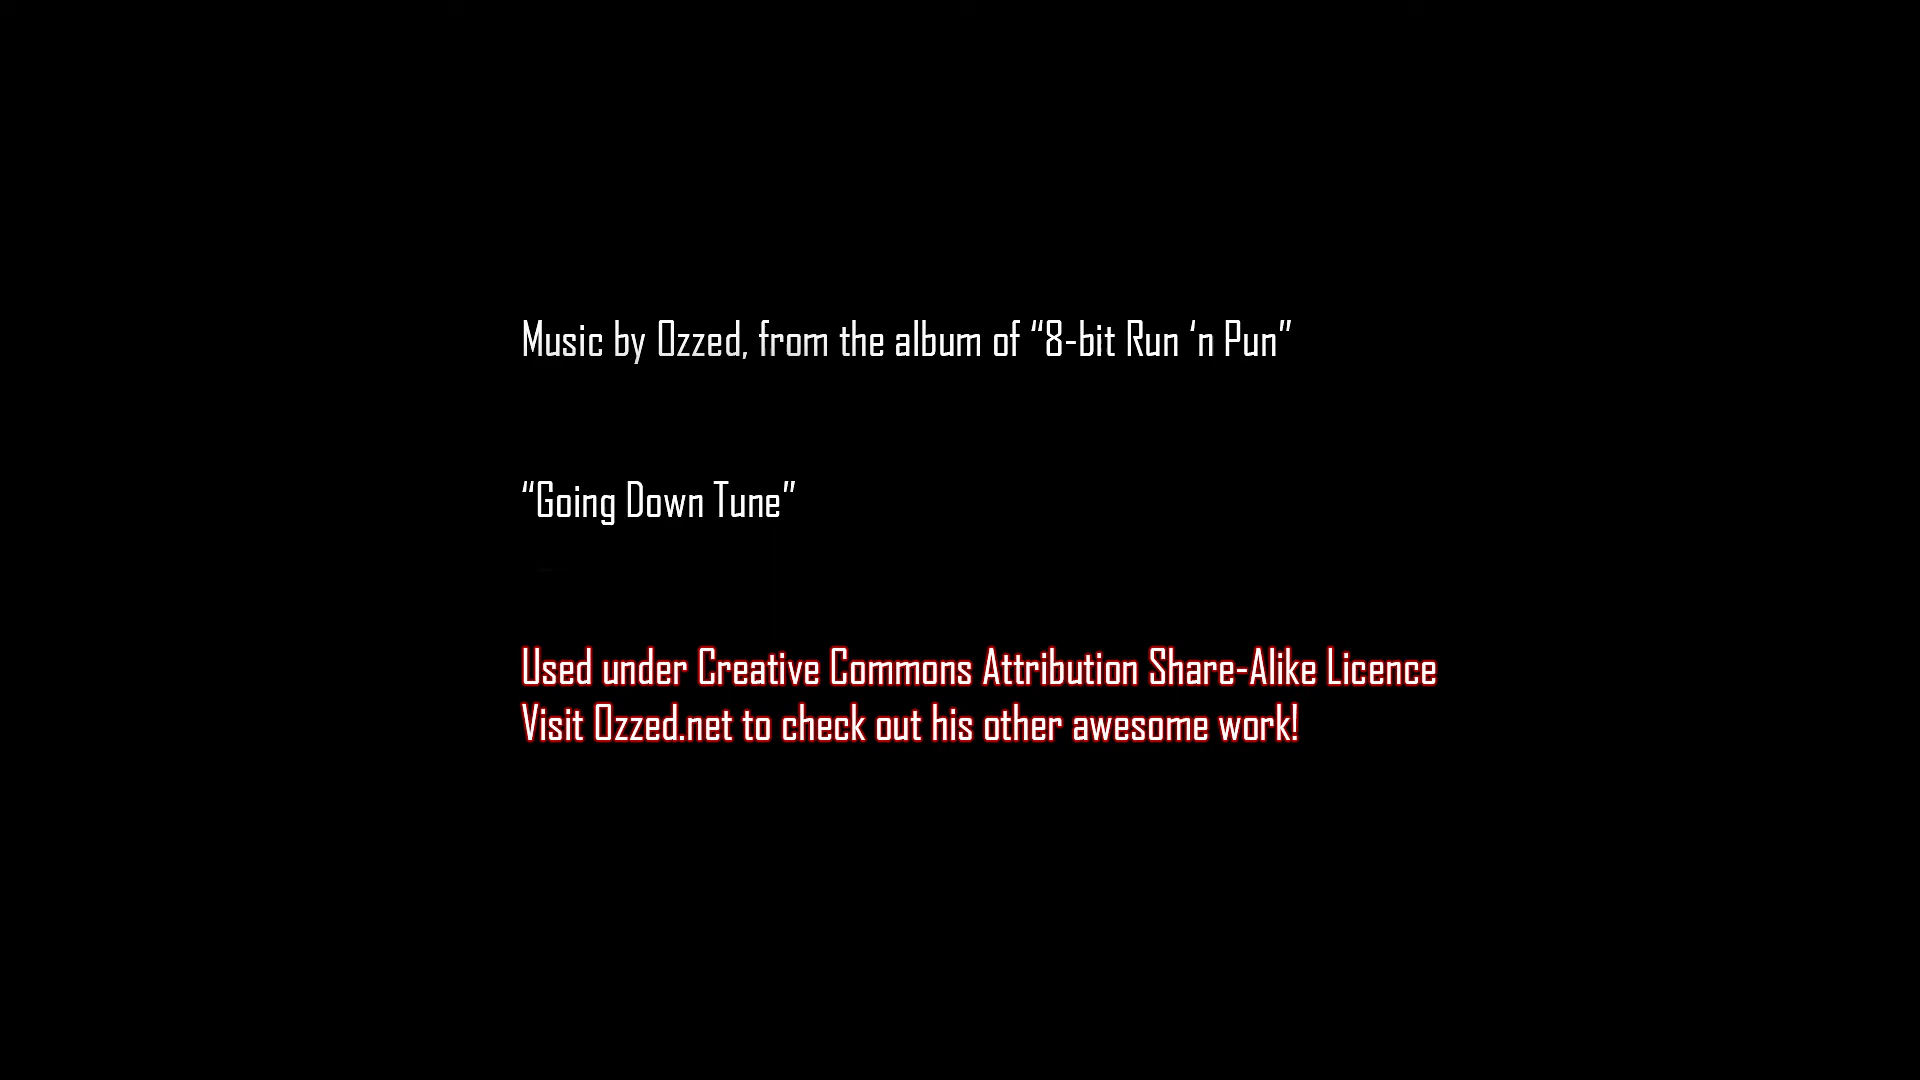 Music by Ozzed, from the album of “8-bit Run ‘n Pun”
“Going Down Tune”
Used under Creative Commons Attribution Share-Alike Licence
Visit Ozzed.net to check out his other awesome work!